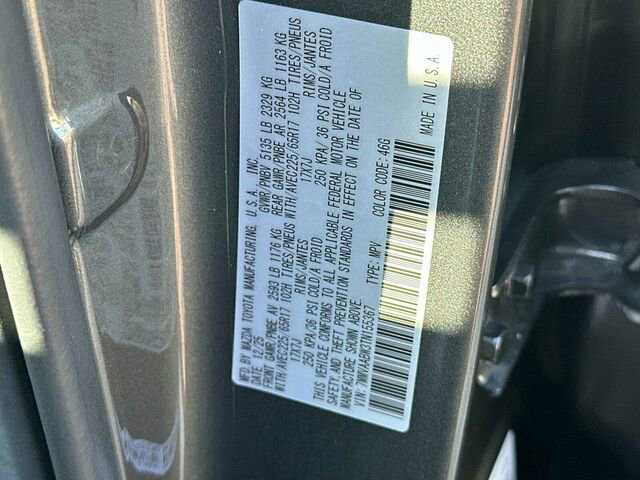 MFD. BY MAZDA TOYOTA MANUFACTURING, U.S.A., INC.
DATE: 12/25 GVWR/PNBV 5135 LB 2329 KG
FRONT GAWR/PNBE AV 2593 LB 1176 KG REAR GAWR/PNBE AR 2564 LB 1163 KG
WITH/AVEC225/65R17 102H TIRES/PNEUS WITH/AVEC225/65R17 102H TIRES/PNEUS
17X7J RIMS/JANTES 17X7J RIMS/JANTES
250 KPA/36 PSI COLD/A FROID 250 KPA/ 36 PSI COLD/A FROID
THIS VEHICLE CONFORMS TO ALL APPLICABLE FEDERAL MOTOR VEHICLE
SAFETY, AND THEFT PREVENTION STANDARDS IN EFFECT ON THE DATE OF
MANUFACTURE SHOWN ABOVE.
TYPE: MPV COLOR CODE: 46G
MADE IN U.S.A.